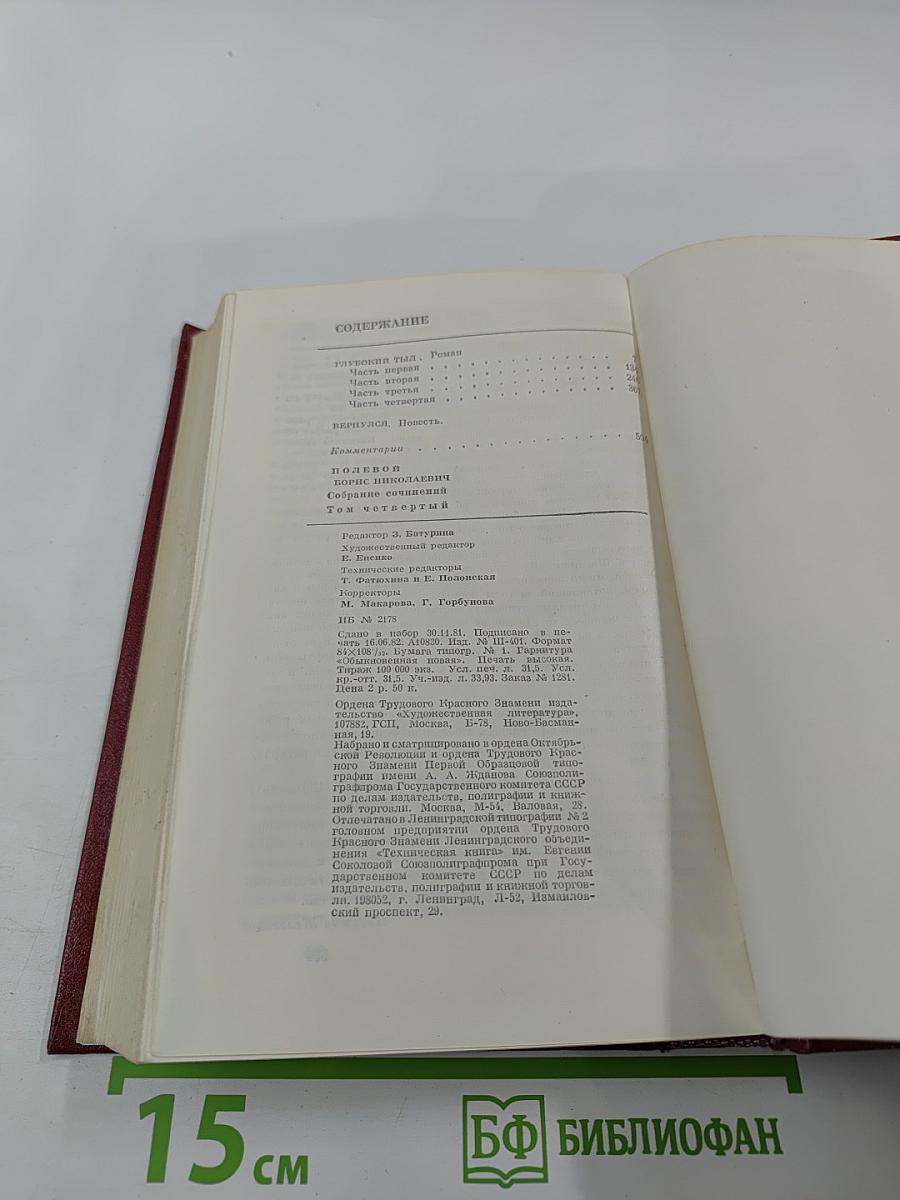 СОДЕРЖАНИЕ
ГЛУБОКИЙ ТЫЛ. Роман
Часть первая . . . . . . . . . . . . . 7
Часть вторая . . . . . . . . . . . . . 134
Часть третья . . . . . . . . . . . . . 246
Часть четвертая . . . . . . . . . . . . 367
ВЕРНУЛСЯ. Повесть.
Комментарии . . . . . . . . . . . . .
ПОЛЕВОЙ
БОРИС НИКОЛАЕВИЧ
Собрание сочинений
Том четвертый
Редактор З. Батурина
Художественный редактор
Е. Ененко
Технические редакторы
Т. Фатюхина и Е. Полонская
Корректоры
М. Макарова, Г. Горбунова
ИБ № 2178
Сдано в набор 30.11.81. Подписано в пе-
чать 16.06.82. А10830. Изд. № III-401. Формат
84×108¹/₃₂. Бумага типогр. № 1. Гарнитура
«Обыкновенная новая». Печать высокая.
Тираж 100 000 экз. Усл. печ. л. 31,5. Усл.
кр.-отт. 31,5. Уч.-изд. л. 33,93. Заказ № 1281.
Цена 2 р. 50 к.
Ордена Трудового Красного Знамени изда-
тельство «Художественная литература»,
107882, ГСП, Москва, Б-78, Ново-Басман-
ная, 19.
Набрано и сматрицировано в ордена Октябрь-
ской Революции и ордена Трудового Крас-
ного Знамени Первой Образцовой типо-
графии имени А. А. Жданова Союзполи-
графпрома Государственного комитета СССР
по делам издательств, полиграфии и книж-
ной торговли. Москва, М-54, Валовая, 28.
Отпечатано в Ленинградской типографии № 2
головном предприятии ордена Трудового
Красного Знамени Ленинградского объеди-
нения «Техническая книга» им. Евгении
Соколовой Союзполиграфпрома при Госу-
дарственном комитете СССР по делам
издательств, полиграфии и книжной торгов-
ли. 198052, г. Ленинград, Л-52, Измайлов-
ский проспект, 29.
15 см
БФ БИБЛИОФАН